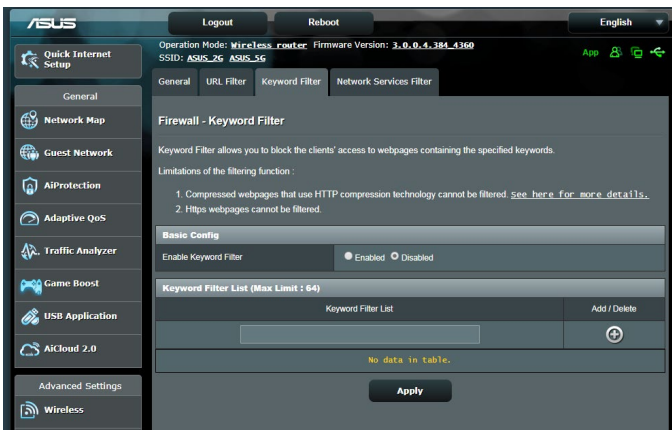 ASUS
Logout
Reboot
English
Quick Internet
Setup
General
Network Map
Guest Network
AiProtection
Adaptive QoS
Traffic Analyzer
Game Boost
USB Application
AiCloud 2.0
Advanced Settings
Wireless
Operation Mode: Wireless router Firmware Version: 3.0.0.4.384_4360
SSID: ASUS_2G ASUS_5G
App
General
URL Filter
Keyword Filter
Network Services Filter
Firewall - Keyword Filter
Keyword Filter allows you to block the clients' access to webpages containing the specified keywords.
Limitations of the filtering function :
1. Compressed webpages that use HTTP compression technology cannot be filtered. See here for more details.
2. Https webpages cannot be filtered.
Basic Config
Enable Keyword Filter
Enabled Disabled
Keyword Filter List (Max Limit : 64)
Keyword Filter List
Add / Delete
No data in table.
Apply